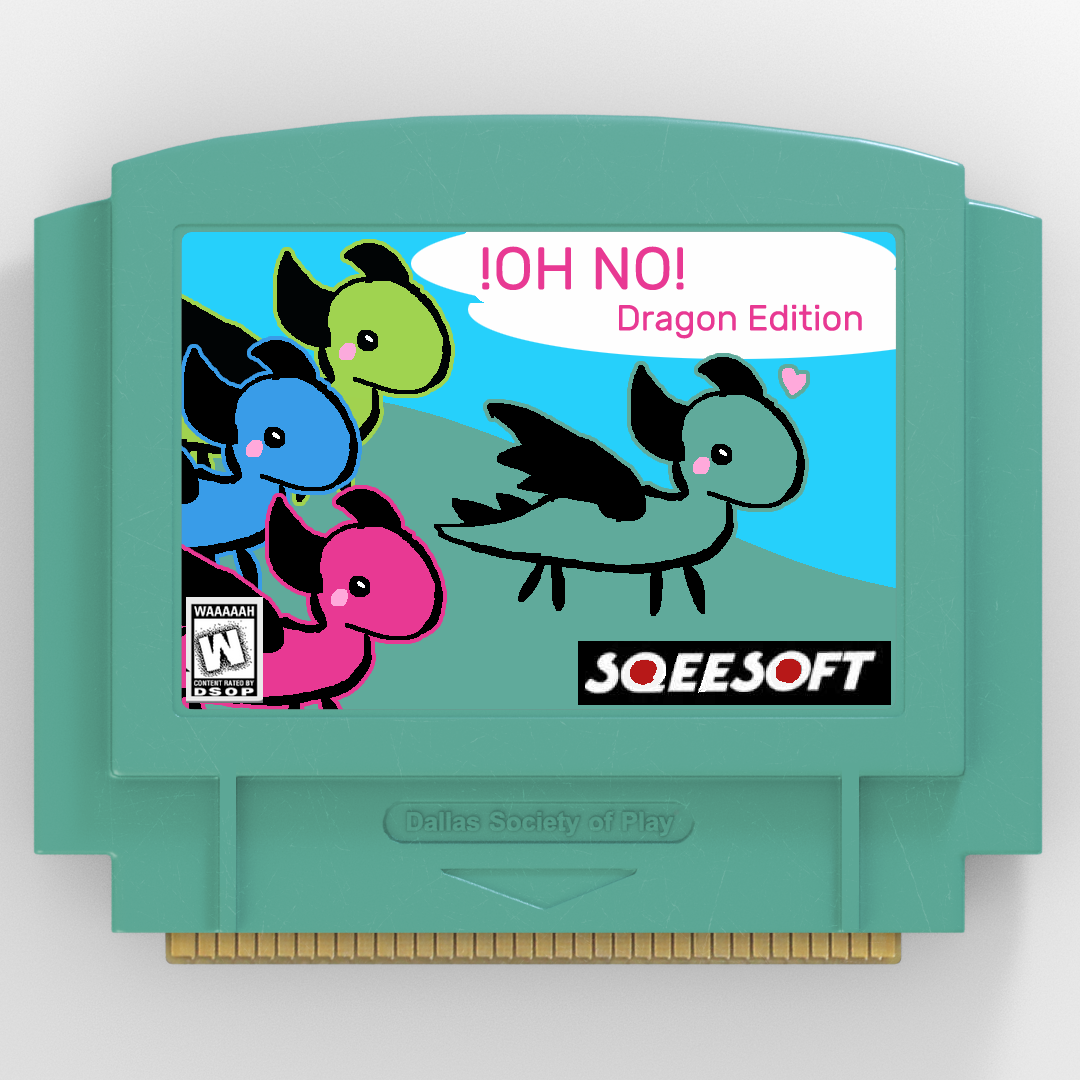 !OH NO!
Dragon Edition
WAAAAAH
W
CONTENT RATED BY
DSOP
SQEESOFT
Dallas Society of Play